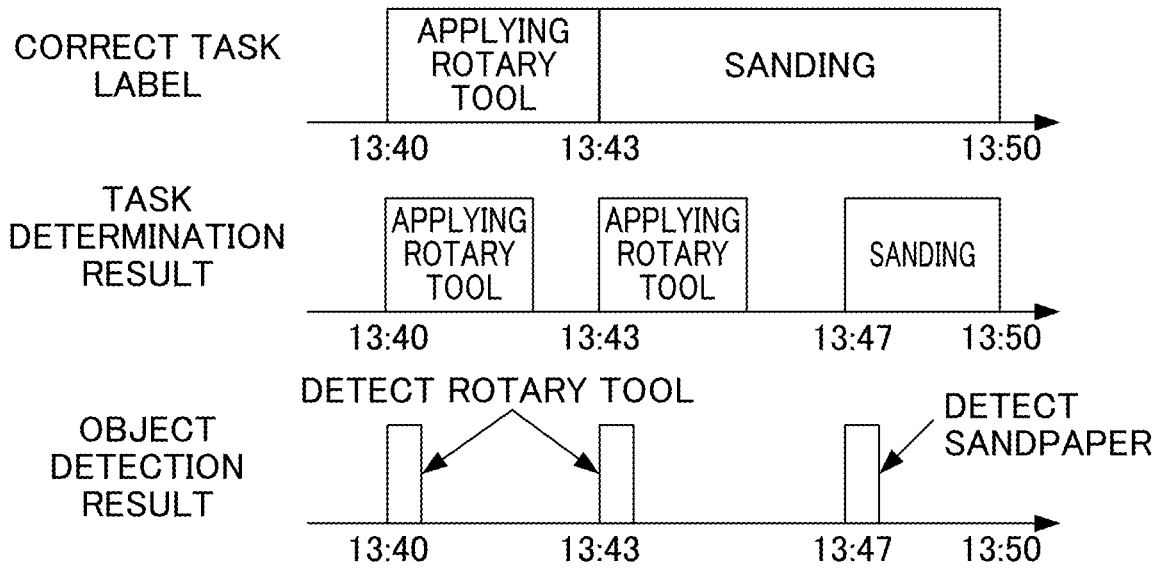 CORRECT TASK
LABEL
APPLYING
ROTARY
TOOL
SANDING
13:40
13:43
13:50
TASK
DETERMINATION
RESULT
APPLYING
ROTARY
TOOL
APPLYING
ROTARY
TOOL
SANDING
13:40
13:43
13:47
13:50
DETECT ROTARY TOOL
OBJECT
DETECTION
RESULT
DETECT
SANDPAPER
13:40
13:43
13:47
13:50